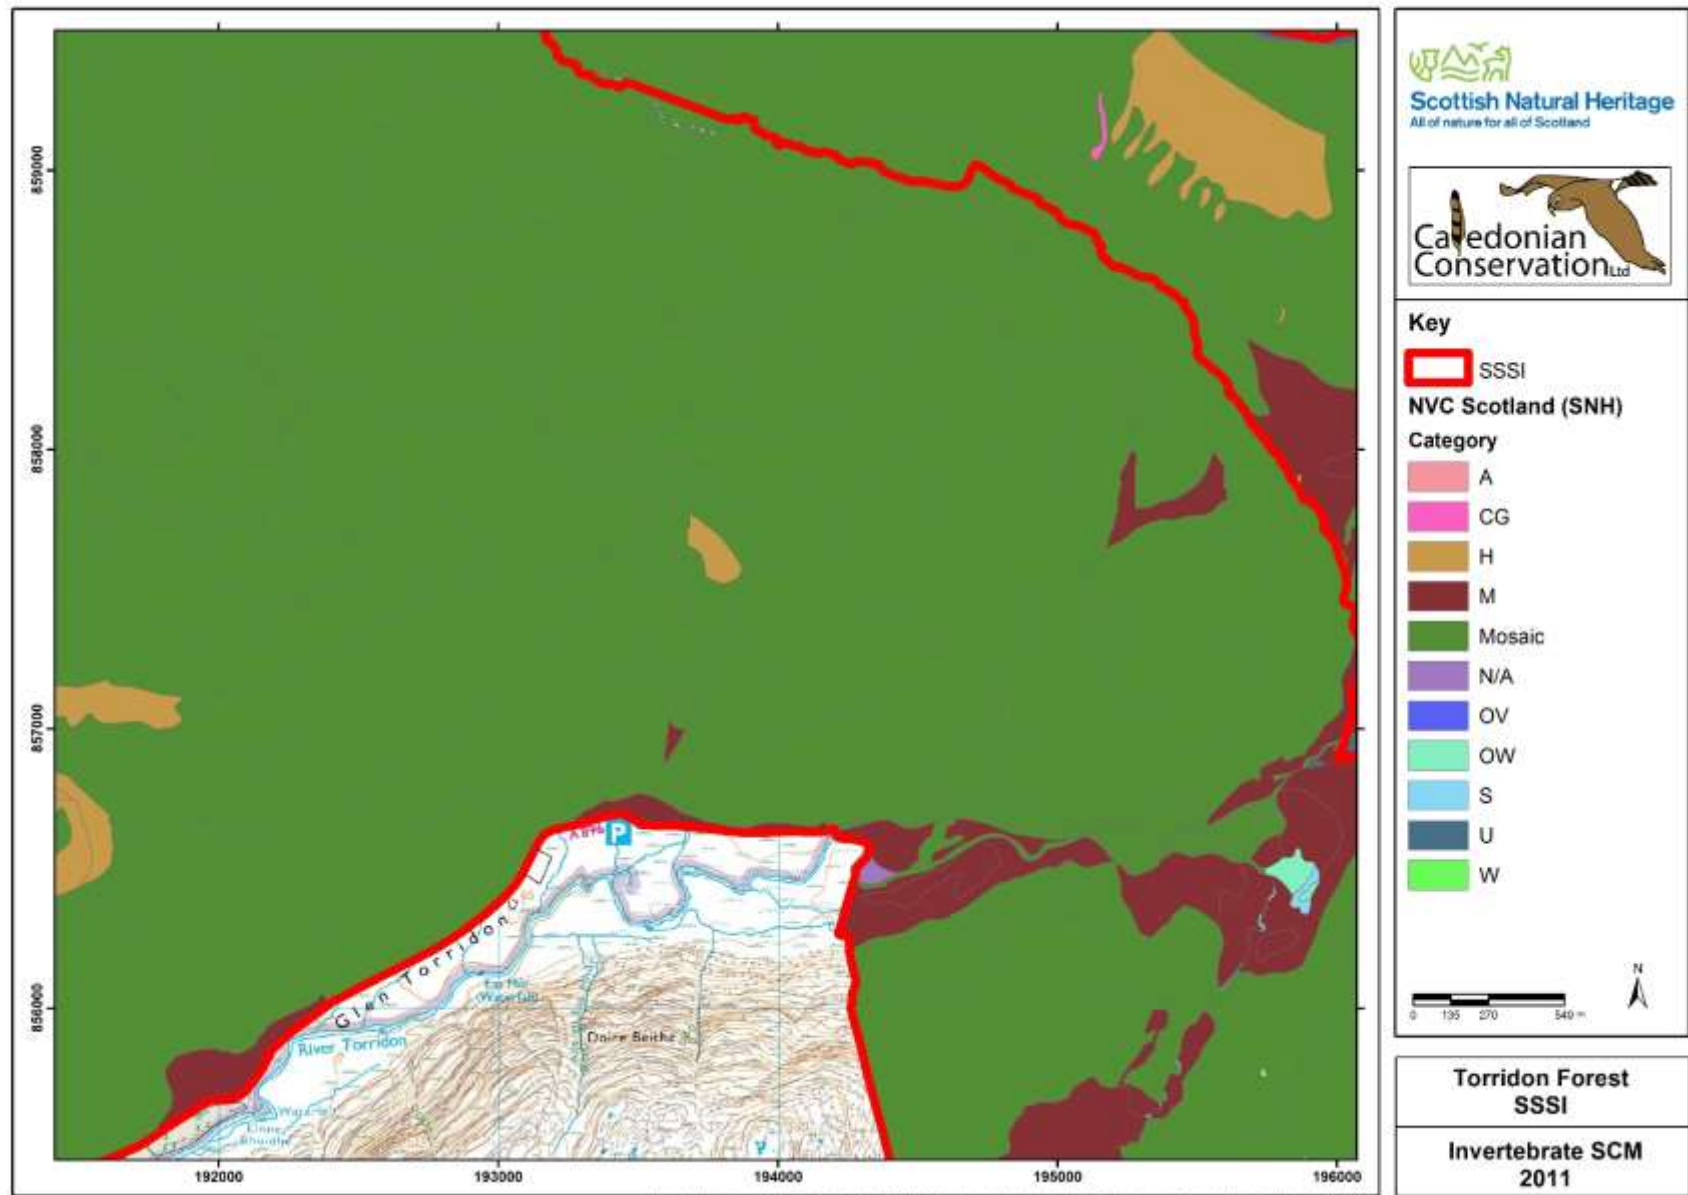 859000
858000
857000
856000
192000
193000
194000
195000
196000
P
Glen Torridon
River Torridon
(Waterfall)
Doire Beithe
Scottish Natural Heritage
All of nature for all of Scotland
Caledonian
Conservation Ltd
Key
SSSI
NVC Scotland (SNH)
Category
A
CG
H
M
Mosaic
N/A
OV
OW
S
U
W
N
0 135 270 540 m
Torridon Forest
SSSI
Invertebrate SCM
2011